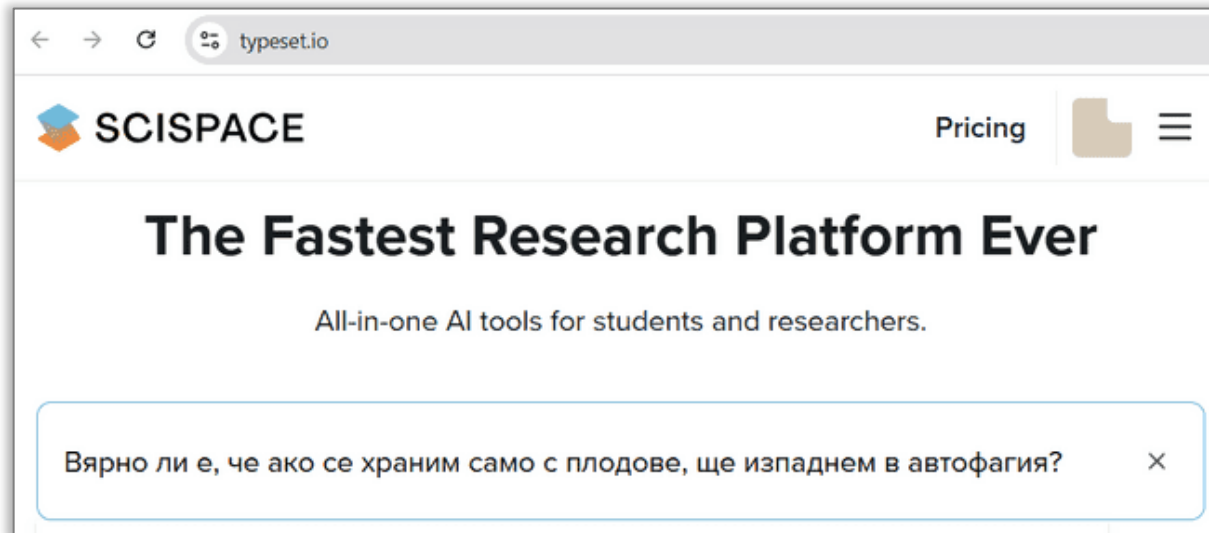 typeset.io
SCISPACE
Pricing
The Fastest Research Platform Ever
All-in-one AI tools for students and researchers.
Вярно ли е, че ако се храним само с плодове, ще изпаднем в автофагия?